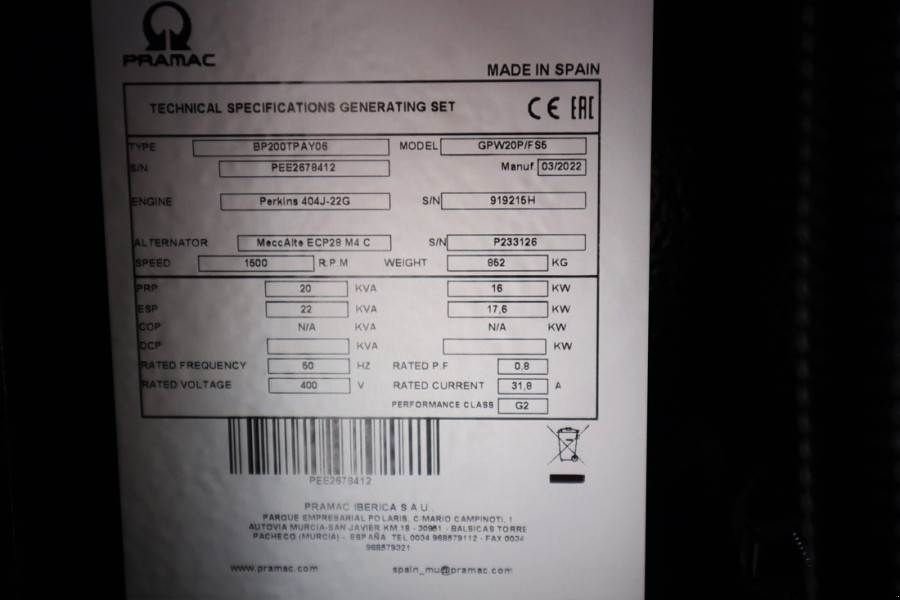 PRAMAC
MADE IN SPAIN
TECHNICAL SPECIFICATIONS GENERATING SET CE EAC
TYPE BP200TPAY06 MODEL GPW20P/FS5
S/N PEE2678412 Manuf 03/2022
ENGINE Perkins 404J-22G S/N 919215H
ALTERNATOR MeccAlte ECP28 M4 C S/N P233126
SPEED 1500 R.P.M WEIGHT 852 KG
PRP 20 KVA 16 KW
ESP 22 KVA 17,6 KW
COP N/A KVA N/A KW
DCP KVA KW
RATED FREQUENCY 50 HZ RATED P.F 0,8
RATED VOLTAGE 400 V RATED CURRENT 31,8 A
PERFORMANCE CLASS G2
PEE2678412
PRAMAC IBERICA S.A.U.
PARQUE EMPRESARIAL POLARIS, C.MARIO CAMPINOTI, 1
AUTOVIA MURCIA-SAN JAVIER KM 18 - 30591 - BALSICAS TORRE
PACHECO (MURCIA) - ESPAÑA TEL 0034 968579112 - FAX 0034
968579321
www.pramac.com spain_mu@pramac.com